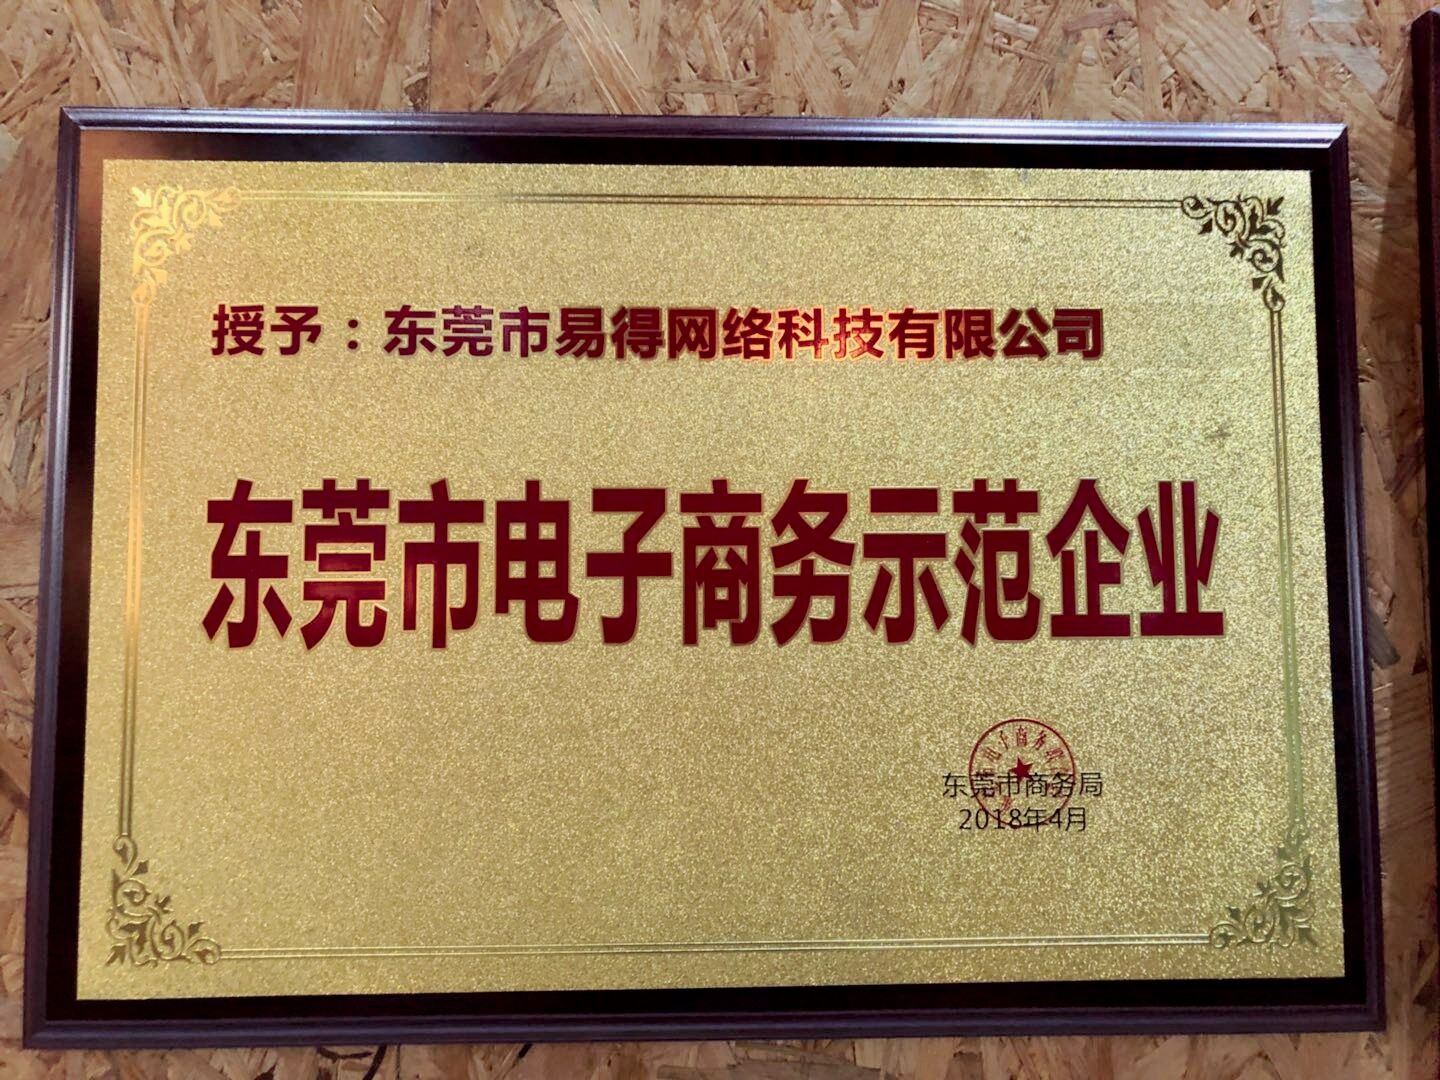 授予：东莞市易得网络科技有限公司
东莞市电子商务示范企业
东莞市商务局
2018年4月